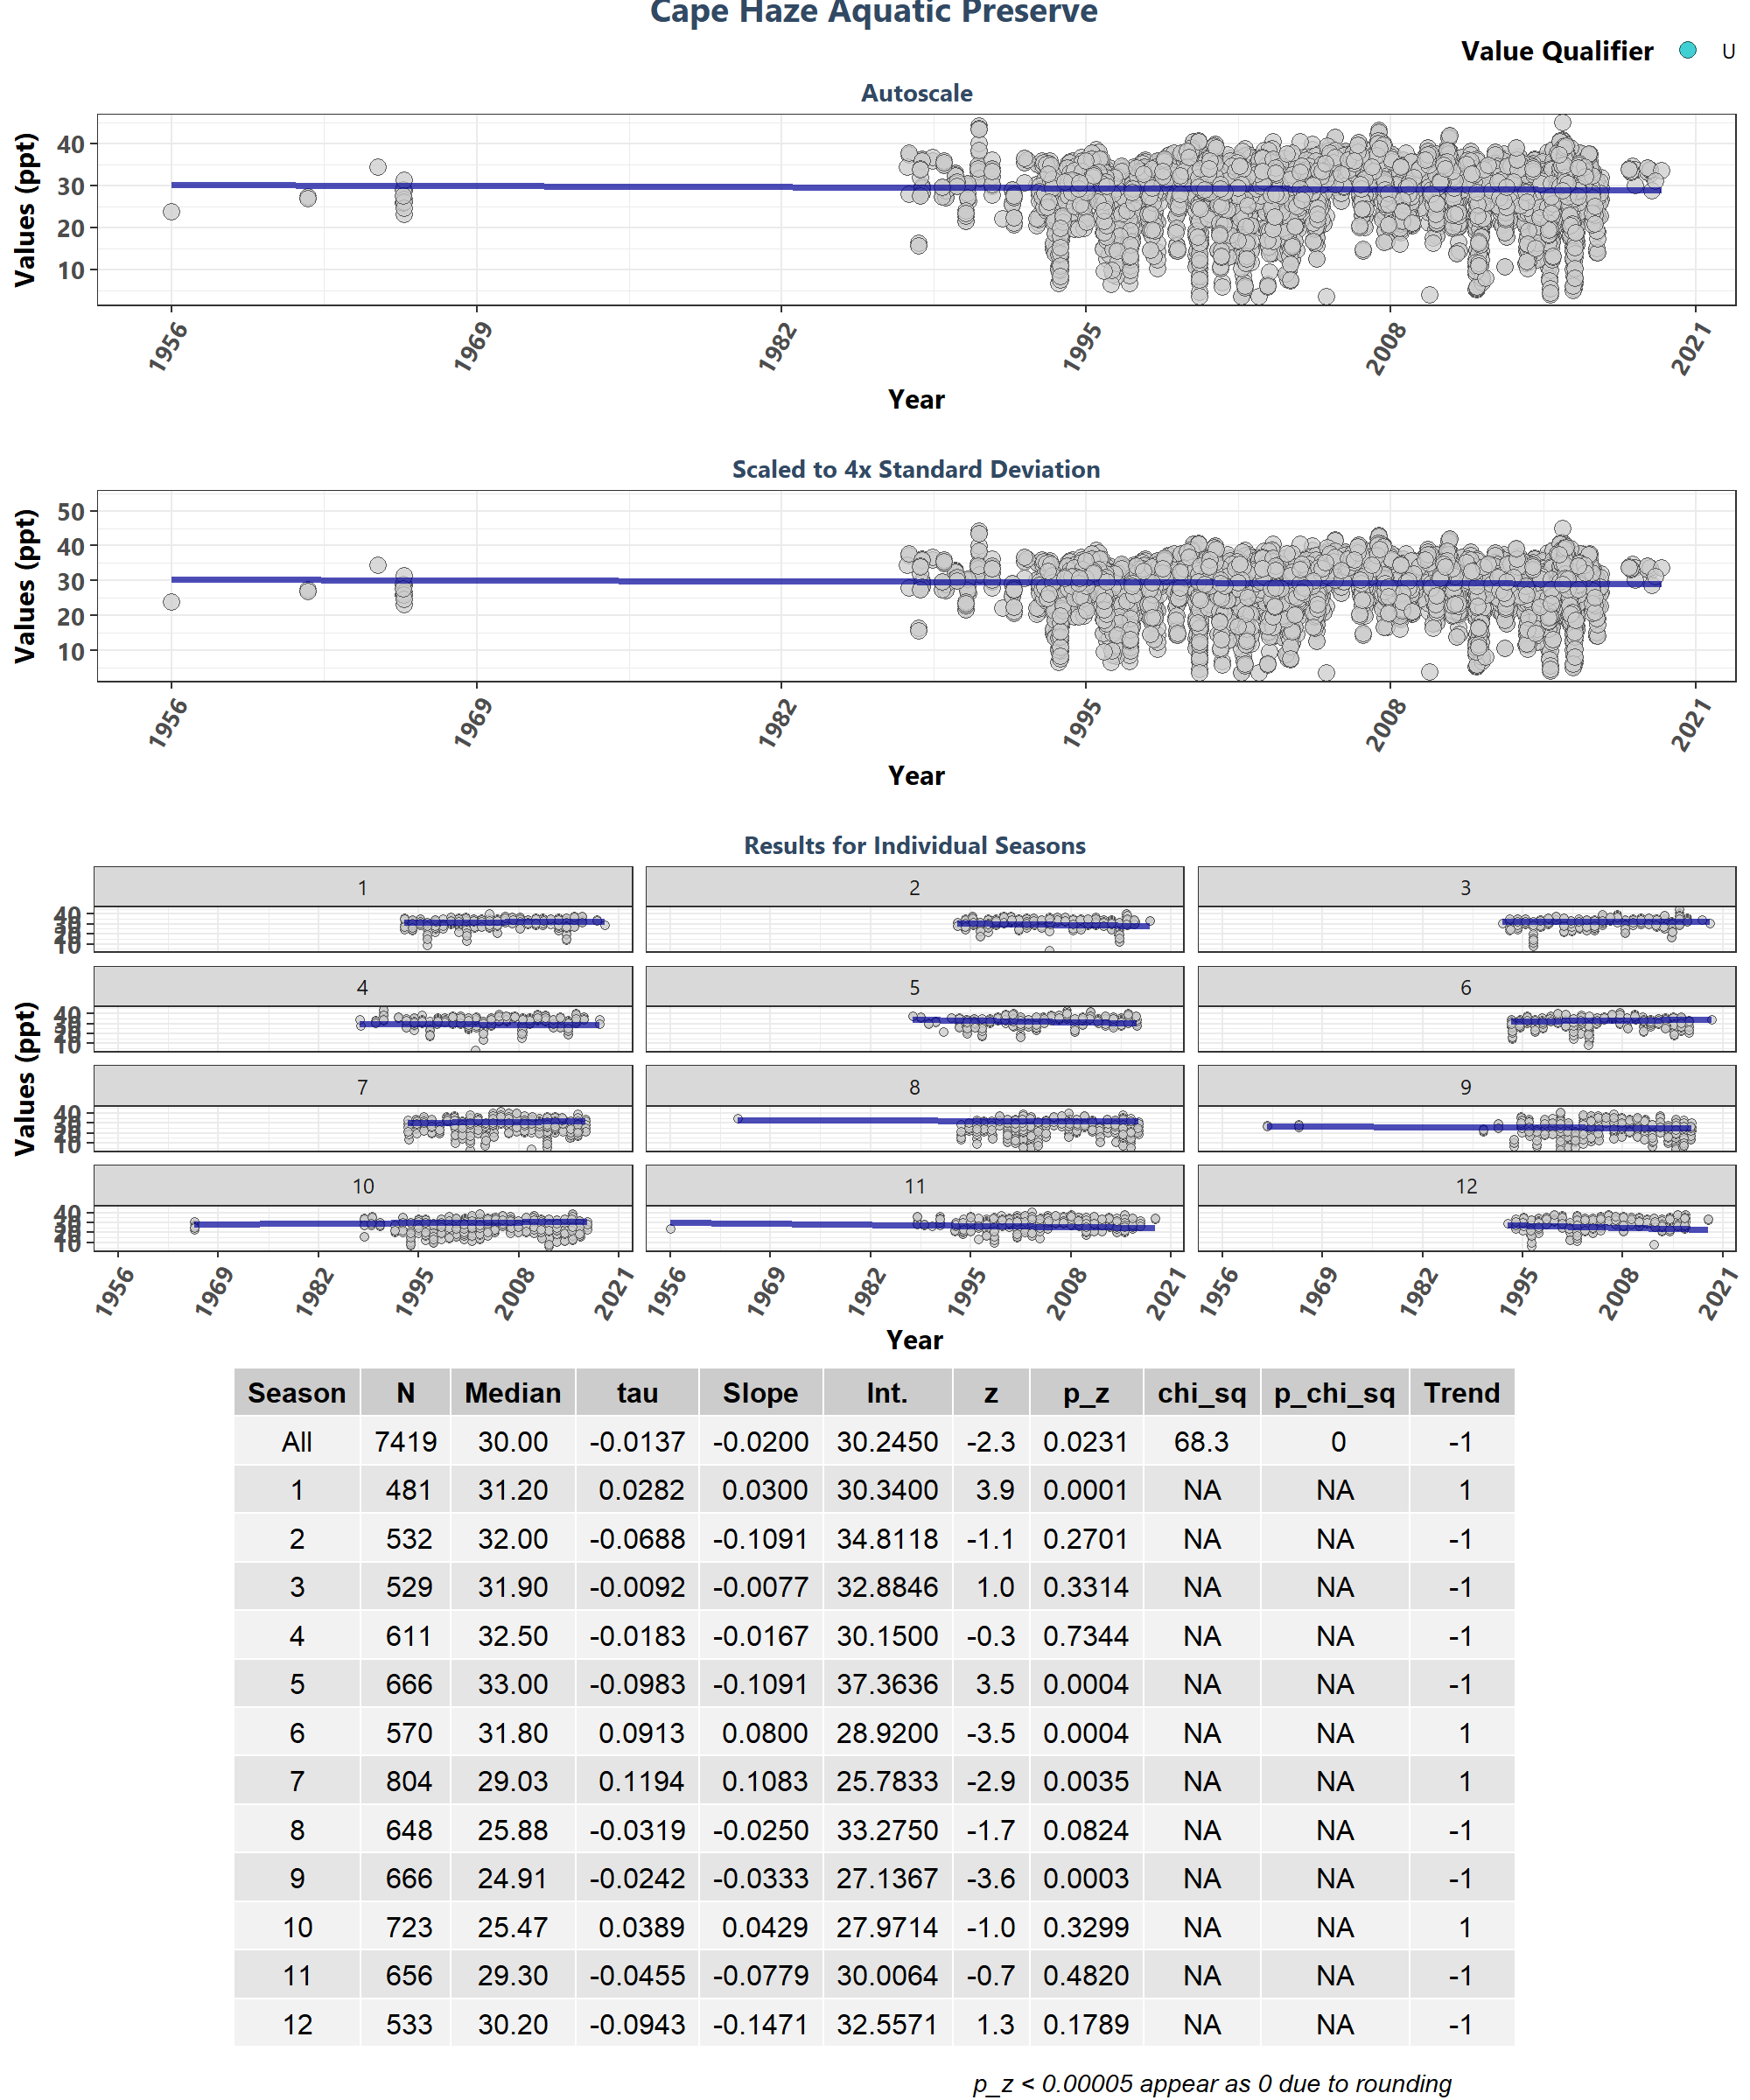 Cape Haze Aquatic Preserve
Value Qualifier U
Autoscale
Values (ppt)
40
30
20
10
1956 1969 1982 1995 2008 2021
Year
Scaled to 4x Standard Deviation
Values (ppt)
50
40
30
20
10
1956 1969 1982 1995 2008 2021
Year
Results for Individual Seasons
Values (ppt)
1 2 3
40
30
20
10
4 5 6
40
30
20
10
7 8 9
40
30
20
10
10 11 12
40
30
20
10
1956 1969 1982 1995 2008 2021 1956 1969 1982 1995 2008 2021 1956 1969 1982 1995 2008 2021
Year
Season N Median tau Slope Int. z p_z chi_sq p_chi_sq Trend
All 7419 30.00 -0.0137 -0.0200 30.2450 -2.3 0.0231 68.3 0 -1
1 481 31.20 0.0282 0.0300 30.3400 3.9 0.0001 NA NA 1
2 532 32.00 -0.0688 -0.1091 34.8118 -1.1 0.2701 NA NA -1
3 529 31.90 -0.0092 -0.0077 32.8846 1.0 0.3314 NA NA -1
4 611 32.50 -0.0183 -0.0167 30.1500 -0.3 0.7344 NA NA -1
5 666 33.00 -0.0983 -0.1091 37.3636 3.5 0.0004 NA NA -1
6 570 31.80 0.0913 0.0800 28.9200 -3.5 0.0004 NA NA 1
7 804 29.03 0.1194 0.1083 25.7833 -2.9 0.0035 NA NA 1
8 648 25.88 -0.0319 -0.0250 33.2750 -1.7 0.0824 NA NA -1
9 666 24.91 -0.0242 -0.0333 27.1367 -3.6 0.0003 NA NA -1
10 723 25.47 0.0389 0.0429 27.9714 -1.0 0.3299 NA NA 1
11 656 29.30 -0.0455 -0.0779 30.0064 -0.7 0.4820 NA NA -1
12 533 30.20 -0.0943 -0.1471 32.5571 1.3 0.1789 NA NA -1
p_z < 0.00005 appear as 0 due to rounding